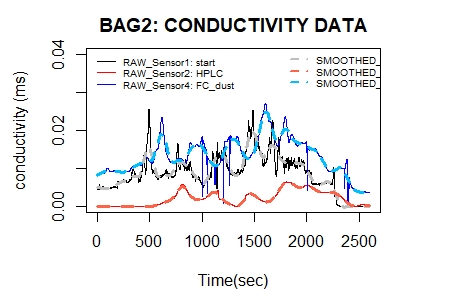 BAG2: CONDUCTIVITY DATA
conductivity (ms)
0.04
0.02
0.00
RAW_Sensor1: start
RAW_Sensor2: HPLC
RAW_Sensor4: FC_dust
SMOOTHED_
SMOOTHED_
SMOOTHED_
0 500 1000 1500 2000 2500
Time(sec)